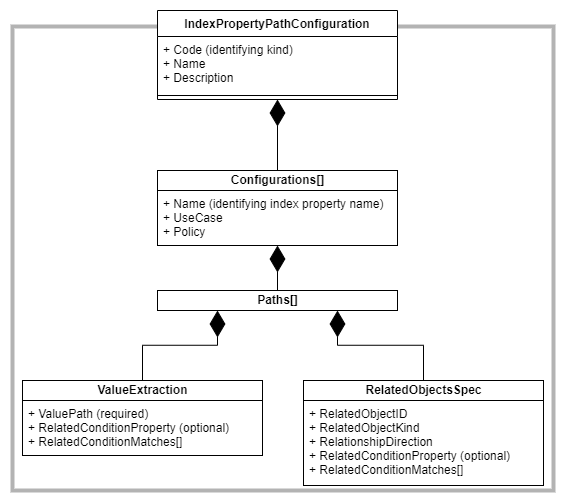 IndexPropertyPathConfiguration
+ Code (identifying kind)
+ Name
+ Description
Configurations[]
+ Name (identifying index property name)
+ UseCase
+ Policy
Paths[]
ValueExtraction
+ ValuePath (required)
+ RelatedConditionProperty (optional)
+ RelatedConditionMatches[]
RelatedObjectsSpec
+ RelatedObjectID
+ RelatedObjectKind
+ RelationshipDirection
+ RelatedConditionProperty (optional)
+ RelatedConditionMatches[]